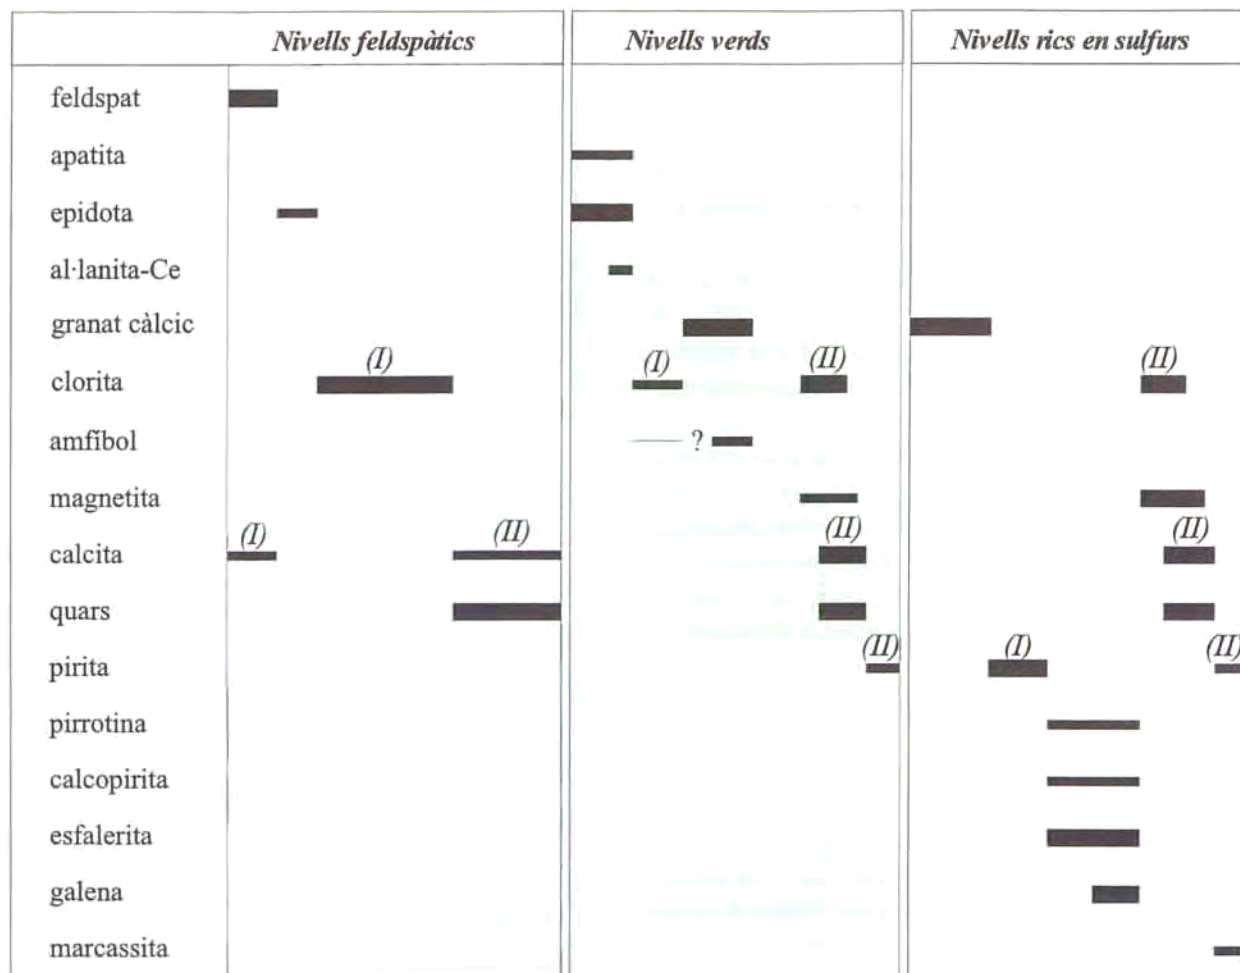 Nivells feldspàtics Nivells verds Nivells rics en sulfurs
feldspat
apatita
epidota
al·lanita-Ce
granat càlcic
(I) (I) (II) (II)
clorita
amfíbol ?
magnetita
(I) (II) (II) (II)
calcita
quars
(II) (I) (II)
pirita
pirrotina
calcopirita
esfalerita
galena
marcassita